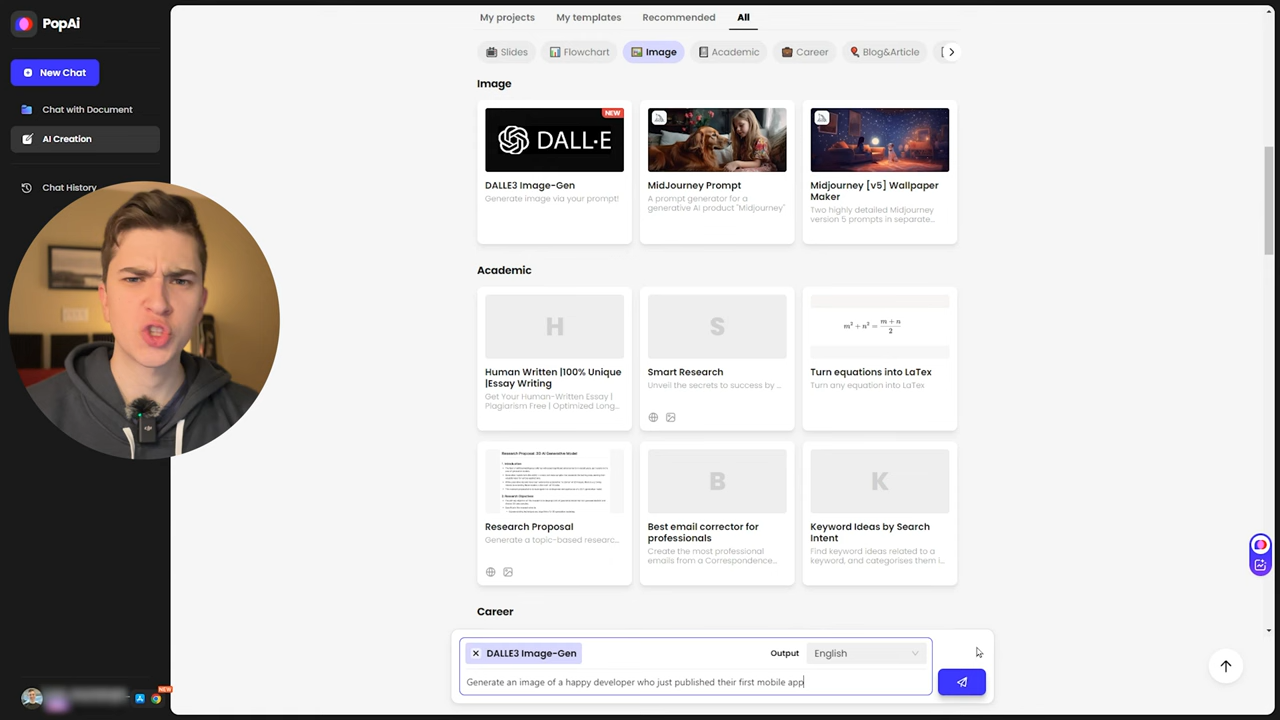 PopAi
New Chat
Chat with Document
AI Creation
Chat History
NEW
My projects
My templates
Recommended
All
Slides
Flowchart
Image
Academic
Career
Blog&Article
Image
NEW
DALL·E
DALLE3 Image-Gen
Generate image via your prompt!
MidJourney Prompt
A prompt generator for a
generative AI product "Midjourney"
Midjourney [v5] Wallpaper
Maker
Two highly detailed Midjourney
version 5 prompts in separate...
Academic
H
Human Written |100% Unique
|Essay Writing
Get Your Human-Written Essay |
Plagiarism Free | Optimized Long...
S
Smart Research
Unveil the secrets to success by ...
m² + n² = m + n / 2
Turn equations into LaTex
Turn any equation into LaTex
Research Proposal
Generate a topic-based researc...
B
Best email corrector for
professionals
Create the most professional
emails from a Correspondence...
K
Keyword Ideas by Search
Intent
Find keyword ideas related to a
keyword, and categorises them i...
Career
DALLE3 Image-Gen
Output
English
Generate an image of a happy developer who just published their first mobile app
dji